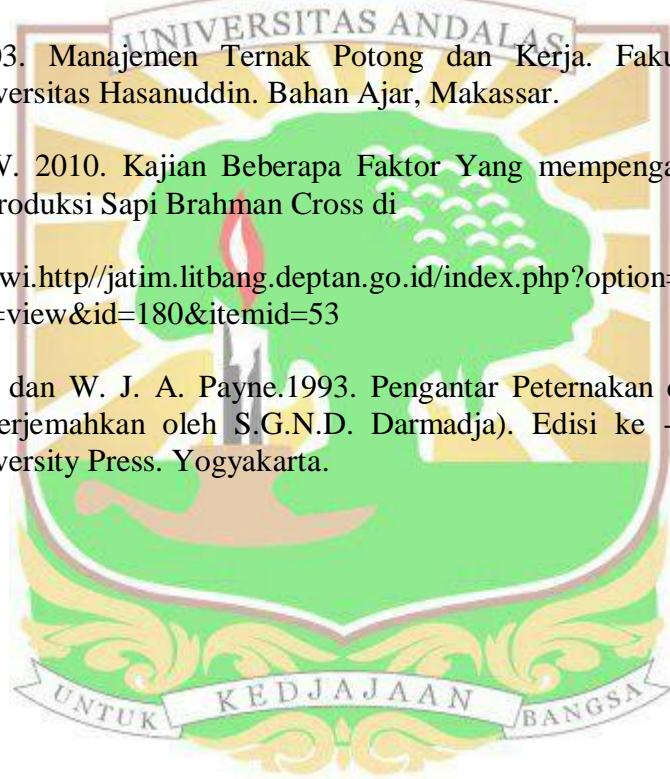 UNIVERSITAS ANDALAS
03. Manajemen Ternak Potong dan Kerja. Faku
versitas Hasanuddin. Bahan Ajar, Makassar.
W. 2010. Kajian Beberapa Faktor Yang mempenga
roduksi Sapi Brahman Cross di
wi.http//jatim.litbang.deptan.go.id/index.php?option=
=view&id=180&itemid=53
dan W. J. A. Payne.1993. Pengantar Peternakan
erjemahkan oleh S.G.N.D. Darmadja). Edisi ke -
versity Press. Yogyakarta.
UNTUK KEDJAJAAN BANGSA